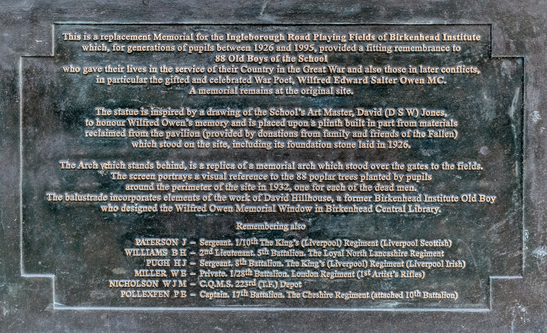 This is a replacement Memorial for the Ingleborough Road Playing Fields of Birkenhead Institute
which, for generations of pupils between 1926 and 1995, provided a fitting remembrance to
88 Old Boys of the School
who gave their lives in the service of their Country in the Great War and also those in later conflicts,
in particular the gifted and celebrated War Poet, Wilfred Edward Salter Owen MC.
A memorial remains at the original site.
The statue is inspired by a drawing of the School's Art Master, David (D S W) Jones,
to honour Wilfred Owen's memory and is placed upon a plinth built in part from materials
reclaimed from the pavilion (provided by donations from family and friends of the Fallen)
which stood on the site, including its foundation stone laid in 1926.
The Arch which stands behind, is a replica of a memorial arch which stood over the gates to the fields.
The screen portrays a visual reference to the 88 poplar trees planted by pupils
around the perimeter of the site in 1932, one for each of the dead men.
The balustrade incorporates elements of the work of David Hillhouse, a former Birkenhead Institute Old Boy
who designed the Wilfred Owen Memorial Window in Birkenhead Central Library.
Remembering also
PATERSON J – Sergeant. 1/10th The King's (Liverpool) Regiment (Liverpool Scottish)
WILLIAMS B H – 2nd Lieutenant. 5th Battalion. The Loyal North Lancashire Regiment
PUGH H J – Sergeant. 8th Battalion. The King's (Liverpool) Regiment (Liverpool Irish)
MILLER W E – Private. 1/28th Battalion. London Regiment (1st Artist's Rifles)
NICHOLSON W J M – C.Q.M.S. 223rd (T.F.) Depot
POLLEXFEN P B – Captain. 17th Battalion. The Cheshire Regiment (attached 10th Battalion)